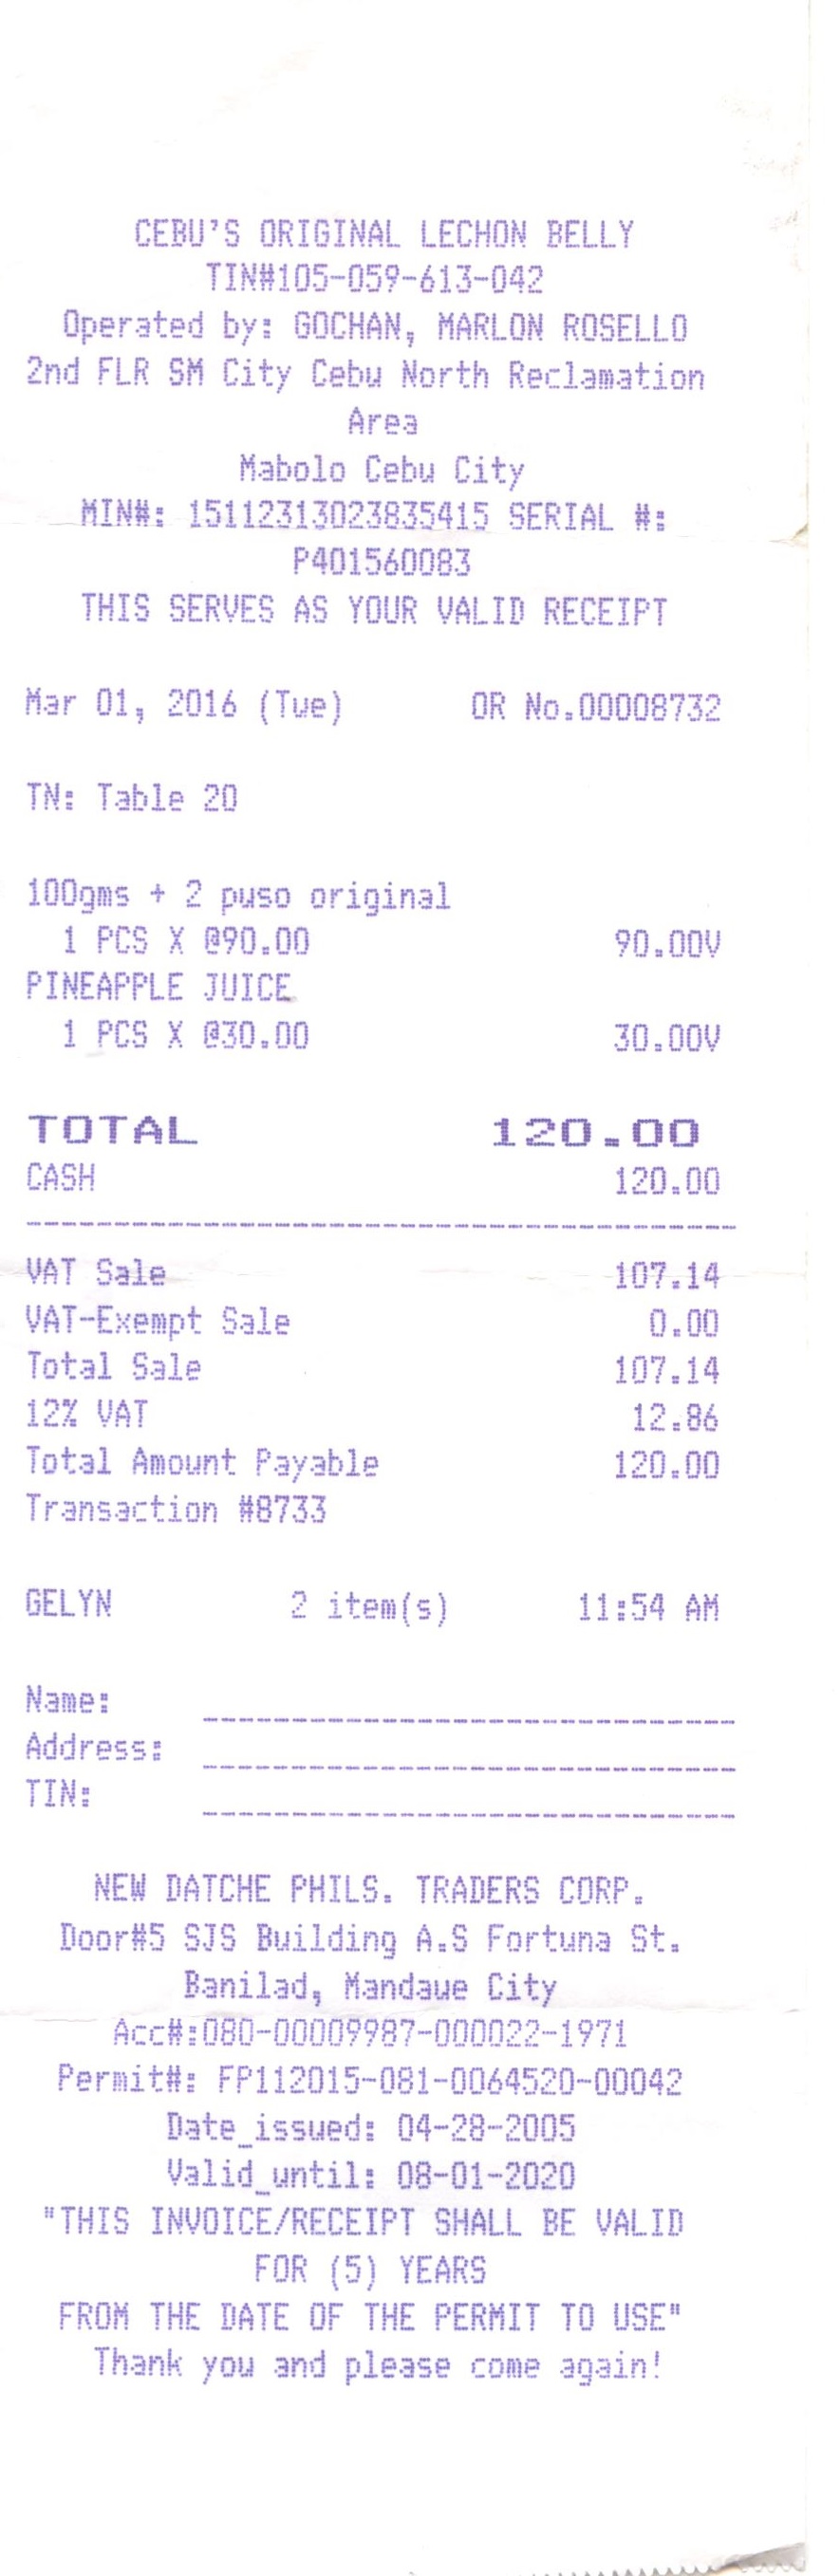 CEBU'S ORIGINAL LECHON BELLY
TIN#105-059-613-042
Operated by: GOCHAN, MARLON ROSELLO
2nd FLR SM City Cebu North Reclamation
Area
Mabolo Cebu City
MIN#: 15112313023835415 SERIAL #:
P401560083
THIS SERVES AS YOUR VALID RECEIPT
Mar 01, 2016 (Tue) OR No.00008732
TN: Table 20
100gms + 2 puso original
1 PCS X @90.00 90.00V
PINEAPPLE JUICE
1 PCS X @30.00 30.00V
TOTAL 120.00
CASH 120.00
VAT Sale 107.14
VAT-Exempt Sale 0.00
Total Sale 107.14
12% VAT 12.86
Total Amount Payable 120.00
Transaction #8733
GELYN 2 item(s) 11:54 AM
Name:
Address:
TIN:
NEW DATCHE PHILS. TRADERS CORP.
Door#5 SJS Building A.S Fortuna St.
Banilad, Mandaue City
Acc#:080-00009987-000022-1971
Permit#: FP112015-081-0064520-00042
Date_issued: 04-28-2005
Valid_until: 08-01-2020
"THIS INVOICE/RECEIPT SHALL BE VALID
FOR (5) YEARS
FROM THE DATE OF THE PERMIT TO USE"
Thank you and please come again!